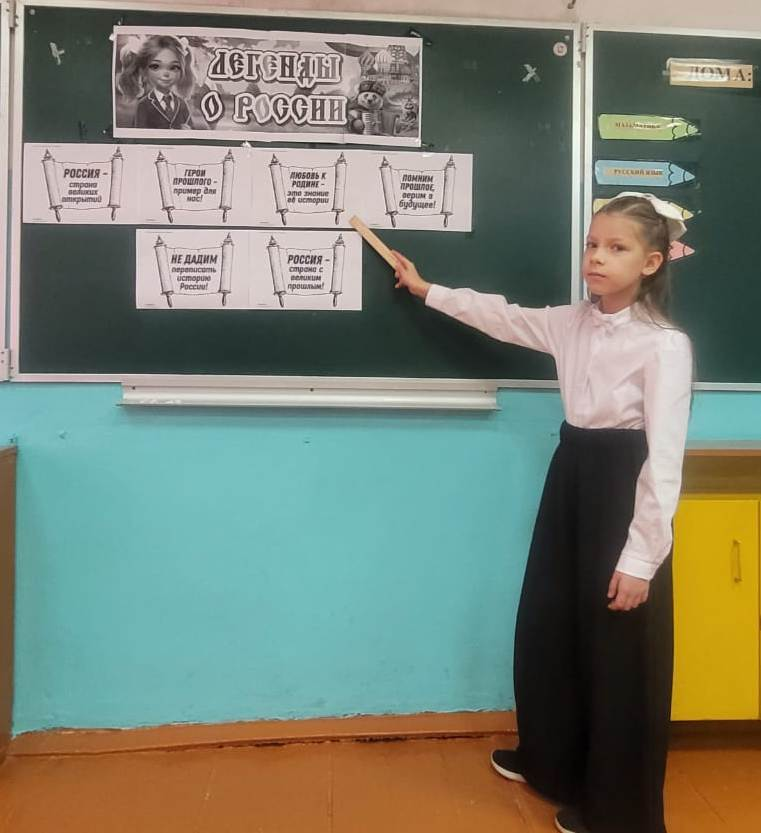 ЛЕГЕНДЫ
О РОССИИ
РОССИЯ –
страна
великих
открытий
ГЕРОИ
ПРОШЛОГО –
пример для
нас!
ЛЮБОВЬ К
РОДИНЕ –
это знание
её истории
ПОМНИМ
ПРОШЛОЕ,
верим в
будущее!
НЕ ДАДИМ
переписать
историю
России!
РОССИЯ –
страна с
великим
прошлым!
ДОМА:
МАТЕМАТИКА
РУССКИЙ ЯЗЫК